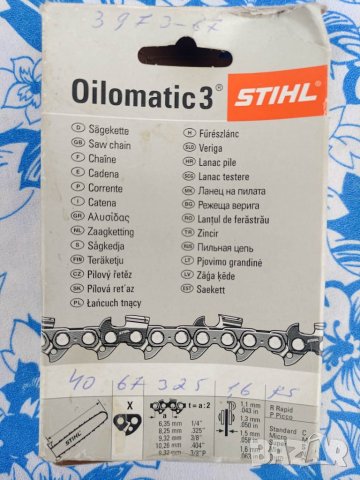 3973-67
Oilomatic3® STIHL®
D Sägekette
GB Saw chain
F Chaîne
E Cadena
P Corrente
I Catena
GR Αλυσίδας
NL Zaagketting
S Sågkedja
FIN Teräketju
CZ Pilový řetěz
SK Pílová reťaz
PL Łańcuch tnący
H Fűrészlánc
SLO Veriga
HR Lanac pile
SCG Lanac testere
MK Ланец на пилата
BG Режеща верига
RO Lanțul de ferăstrău
TR Zincir
RUS Пильная цепь
LT Pjovimo grandinė
LV Zāģa ķēde
EST Saekett
40 67 325 16
STIHL
X
t = a:2
6,35 mm 1/4"
8,25 mm .325"
9,32 mm 3/8"
10,26 mm .404"
9,32 mm 3/8"P
1,1 mm
.043 in
1,3 mm
.050 in
1,5 mm
.058
1,6 mm
.063
R Rapid
P Picco
Standard C
Micro M
Super